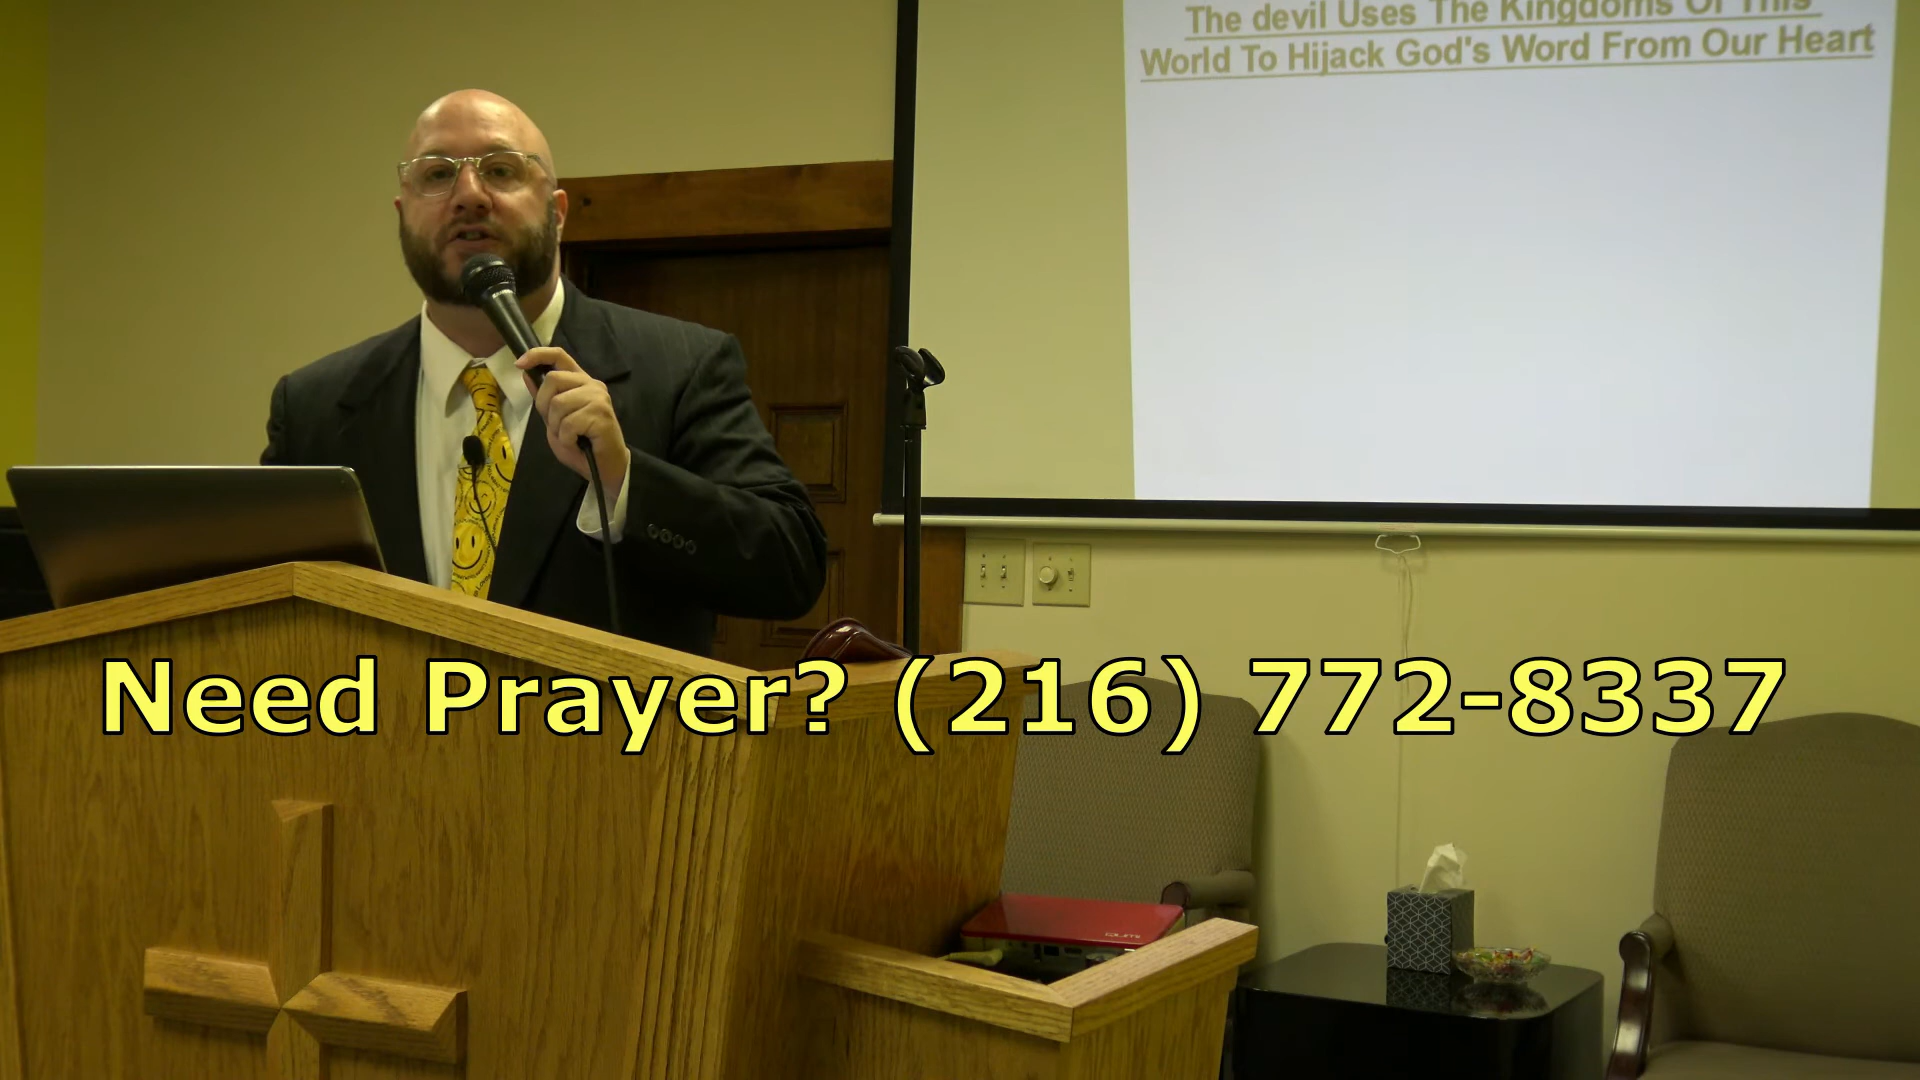 The devil Uses The Kingdoms Of This
World To Hijack God's Word From Our Heart
Need Prayer? (216) 772-8337
QUMI